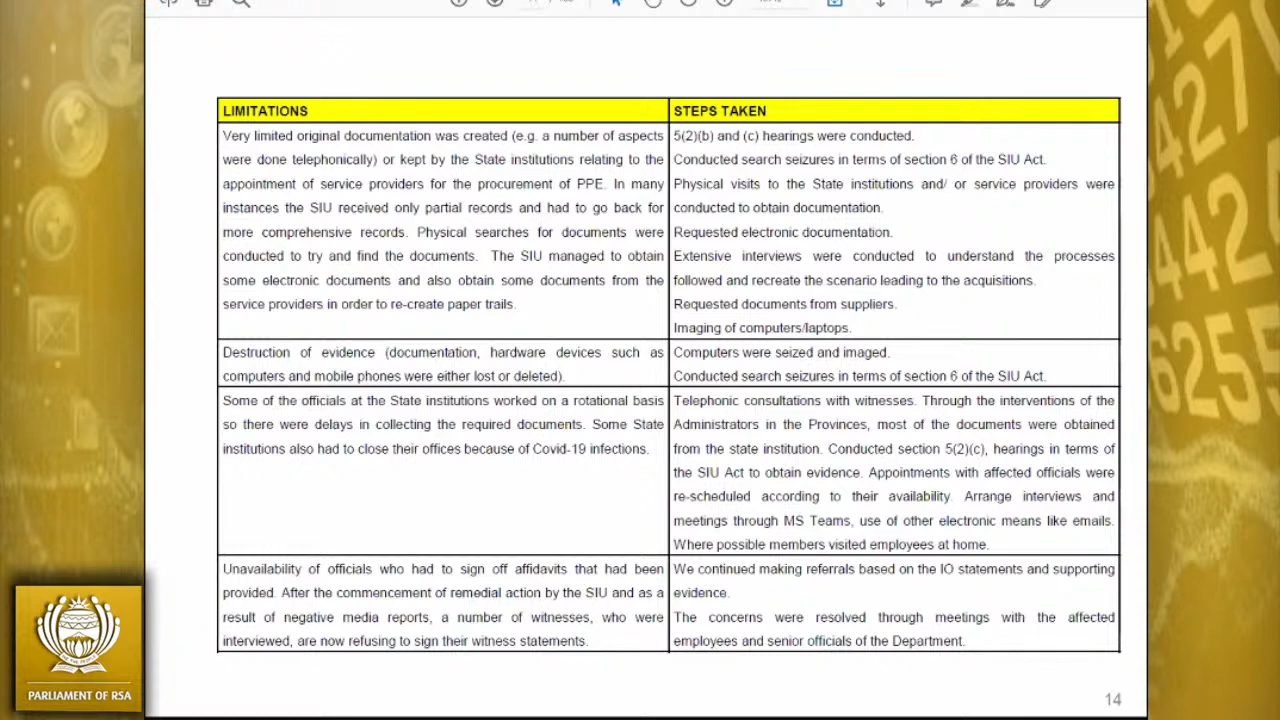 LIMITATIONS
Very limited original documentation was created (e.g. a number of aspects
were done telephonically) or kept by the State institutions relating to the
appointment of service providers for the procurement of PPE. In many
instances the SIU received only partial records and had to go back for
more comprehensive records. Physical searches for documents were
conducted to try and find the documents. The SIU managed to obtain
some electronic documents and also obtain some documents from the
service providers in order to re-create paper trails.
STEPS TAKEN
5(2)(b) and (c) hearings were conducted.
Conducted search seizures in terms of section 6 of the SIU Act.
Physical visits to the State institutions and/ or service providers were
conducted to obtain documentation.
Requested electronic documentation.
Extensive interviews were conducted to understand the processes
followed and recreate the scenario leading to the acquisitions.
Requested documents from suppliers.
Imaging of computers/laptops.
Destruction of evidence (documentation, hardware devices such as
computers and mobile phones were either lost or deleted).
Computers were seized and imaged.
Conducted search seizures in terms of section 6 of the SIU Act.
Some of the officials at the State institutions worked on a rotational basis
so there were delays in collecting the required documents. Some State
institutions also had to close their offices because of Covid-19 infections.
Telephonic consultations with witnesses. Through the interventions of the
Administrators in the Provinces, most of the documents were obtained
from the state institution. Conducted section 5(2)(c), hearings in terms of
the SIU Act to obtain evidence. Appointments with affected officials were
re-scheduled according to their availability. Arrange interviews and
meetings through MS Teams, use of other electronic means like emails.
Where possible members visited employees at home.
Unavailability of officials who had to sign off affidavits that had been
provided. After the commencement of remedial action by the SIU and as a
result of negative media reports, a number of witnesses, who were
interviewed, are now refusing to sign their witness statements.
We continued making referrals based on the IO statements and supporting
evidence.
The concerns were resolved through meetings with the affected
employees and senior officials of the Department.
14
PARLIAMENT OF RSA
427
442
6255